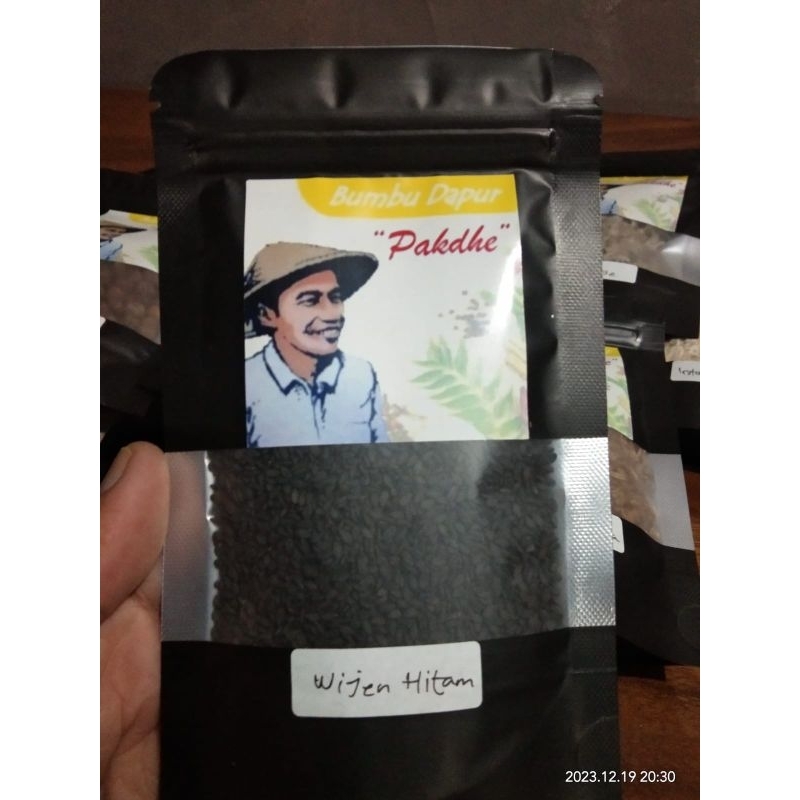 Bumbu Dapur
"Pakdhe"
Wijen Hitam
2023.12.19 20:30